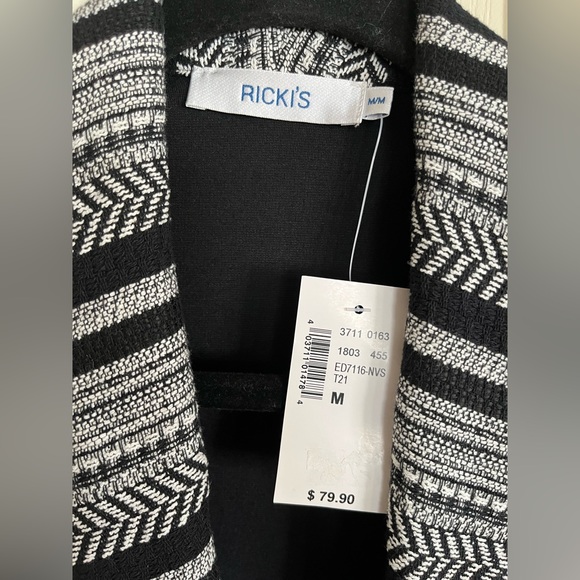 RICKI'S
M/M
3711 0163
1803 455
ED7116-NVS
T21
M
4 03711 01478 4
$ 79.90